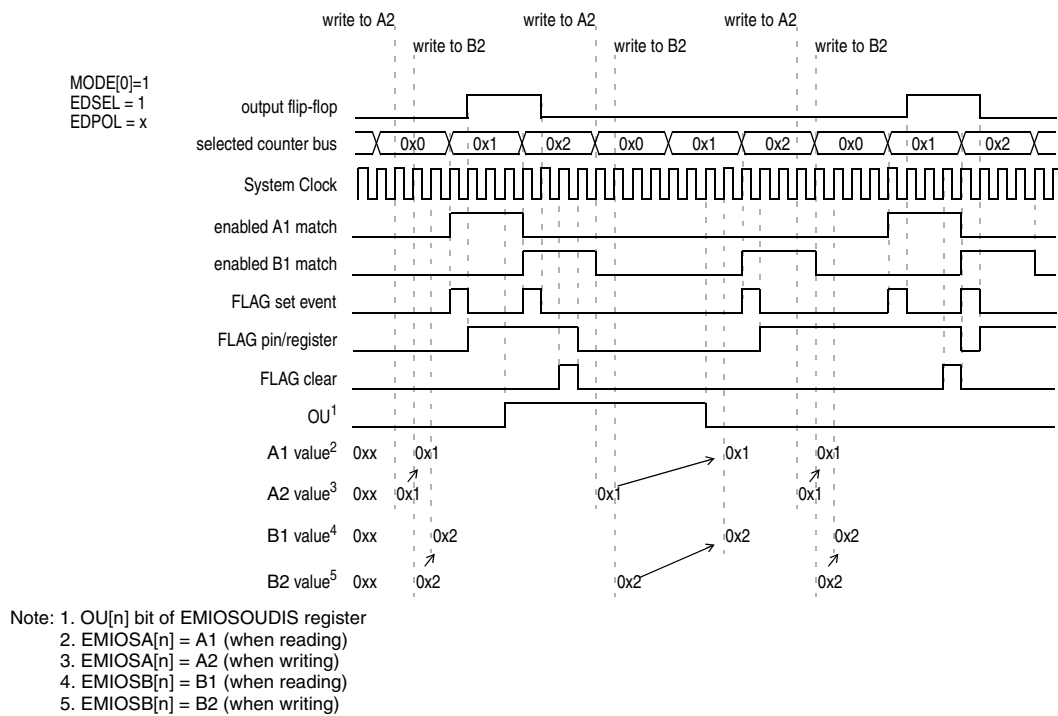 write to A2 write to A2 write to A2
write to B2 write to B2 write to B2
MODE[0]=1
EDSEL = 1
EDPOL = x
output flip-flop
selected counter bus 0x0 0x1 0x2 0x0 0x1 0x2 0x0 0x1 0x2
System Clock
enabled A1 match
enabled B1 match
FLAG set event
FLAG pin/register
FLAG clear
OU1
A1 value2 0xx 0x1 0x1 0x1
A2 value3 0xx 0x1 0x1 0x1
B1 value4 0xx 0x2 0x2 0x2
B2 value5 0xx 0x2 0x2 0x2
Note: 1. OU[n] bit of EMIOSOUDIS register
2. EMIOSA[n] = A1 (when reading)
3. EMIOSA[n] = A2 (when writing)
4. EMIOSB[n] = B1 (when reading)
5. EMIOSB[n] = B2 (when writing)